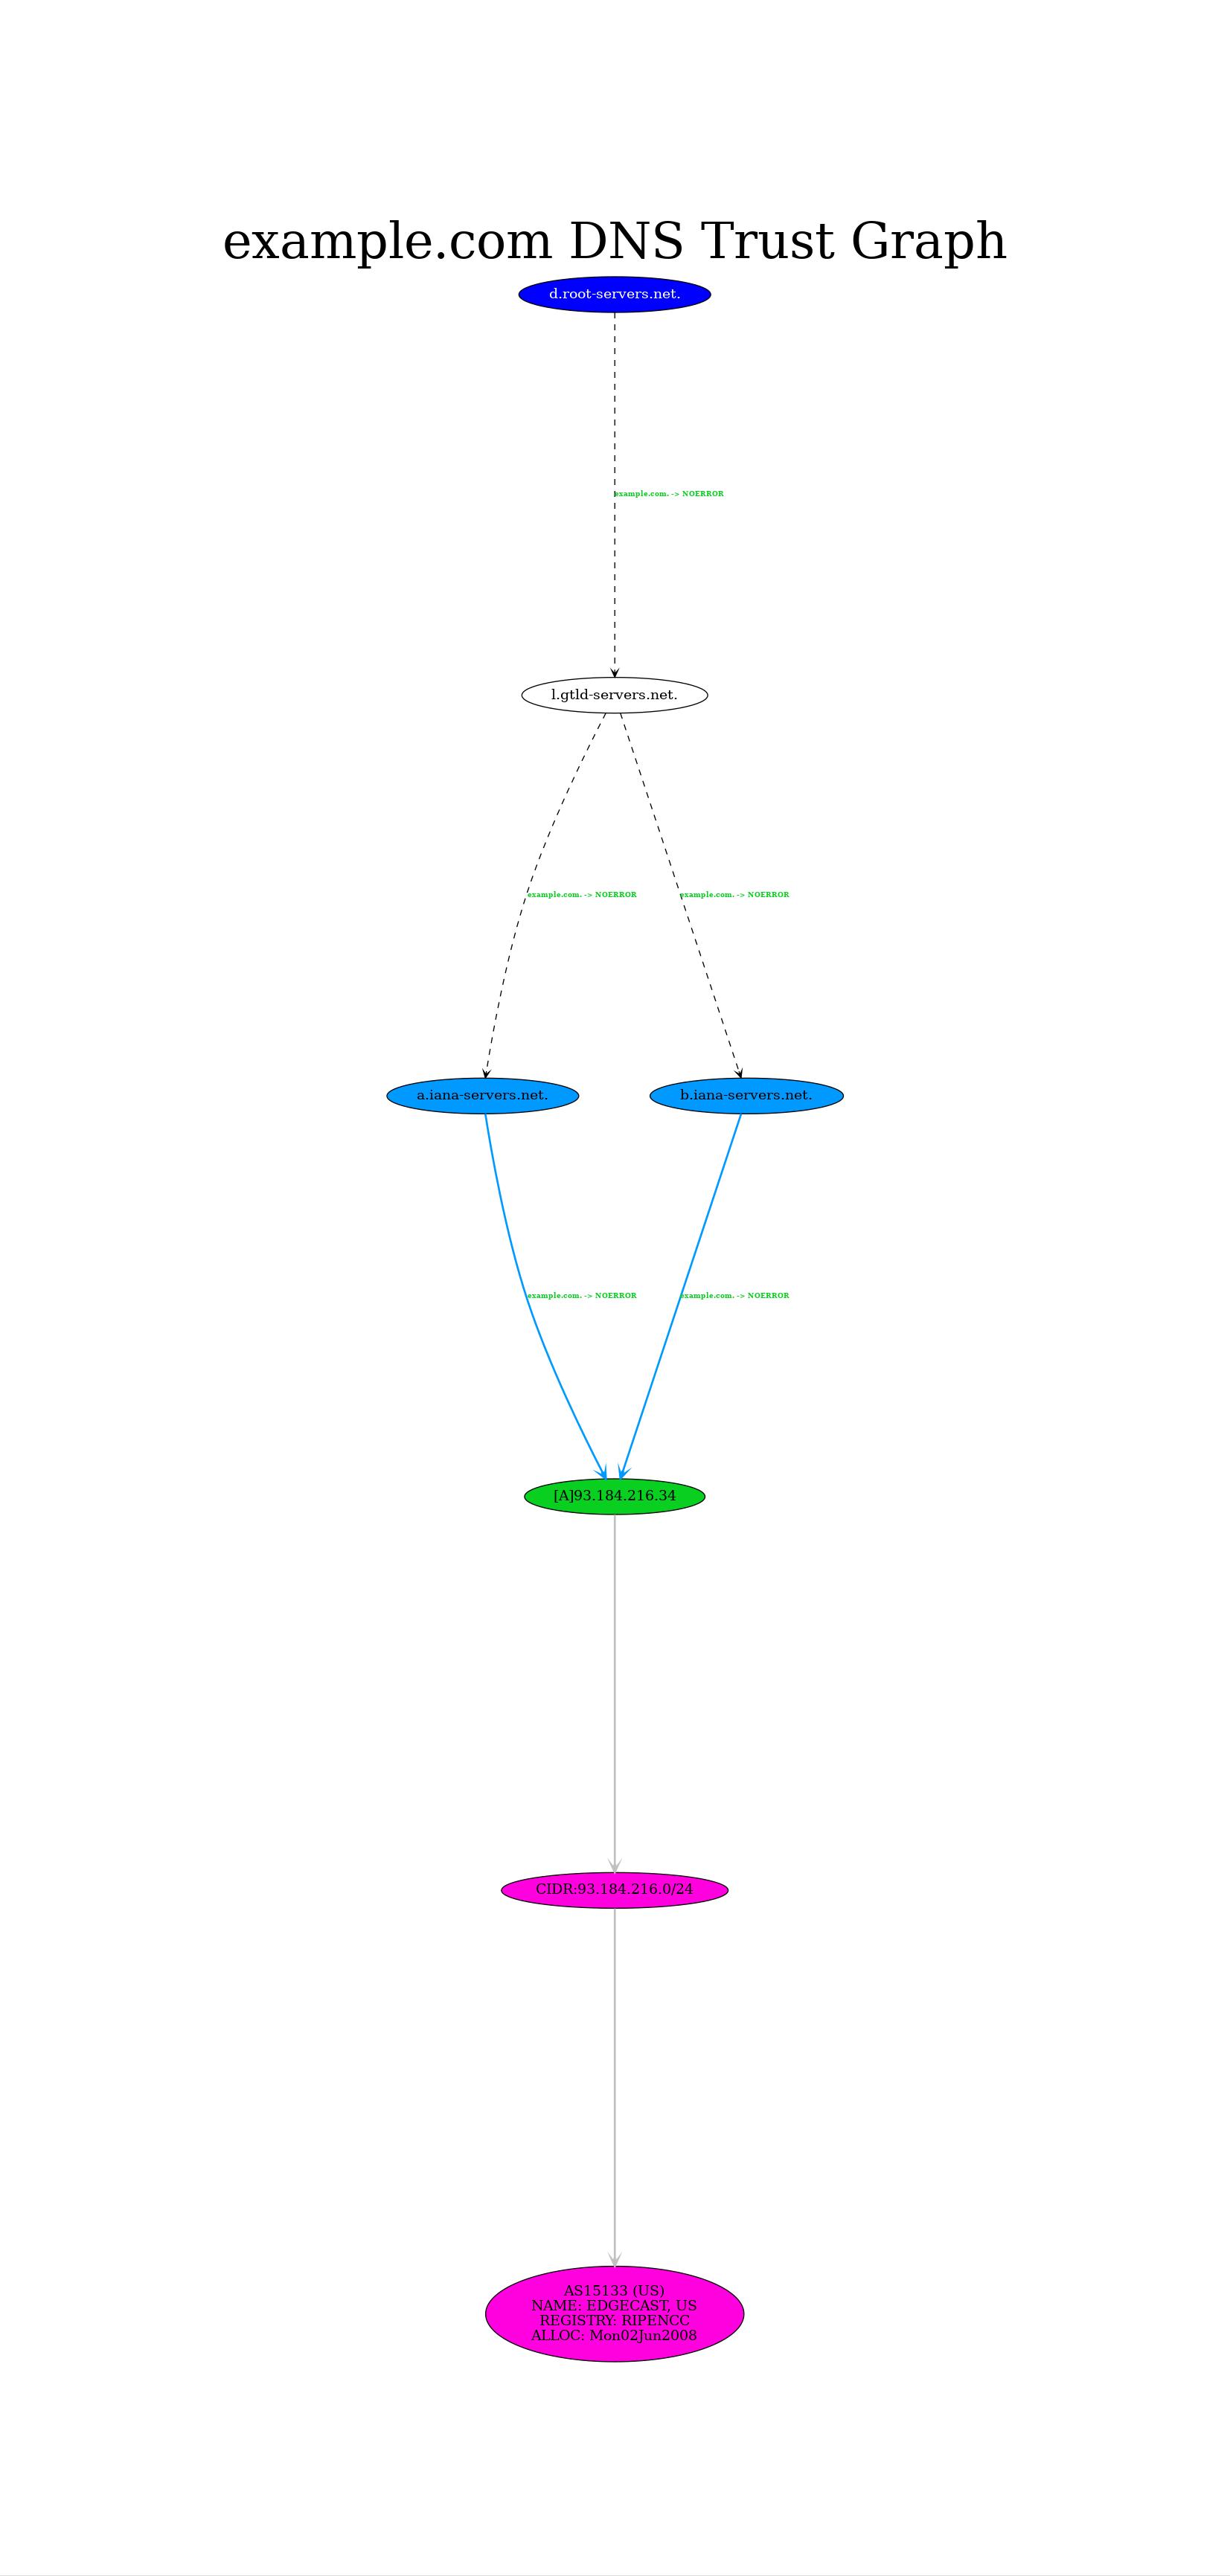 example.com DNS Trust Graph
d.root-servers.net.
example.com. -> NOERROR
l.gtld-servers.net.
example.com. -> NOERROR
example.com. -> NOERROR
a.iana-servers.net.
b.iana-servers.net.
example.com. -> NOERROR
example.com. -> NOERROR
[A]93.184.216.34
CIDR:93.184.216.0/24
AS15133 (US)
NAME: EDGECAST, US
REGISTRY: RIPENCC
ALLOC: Mon02Jun2008